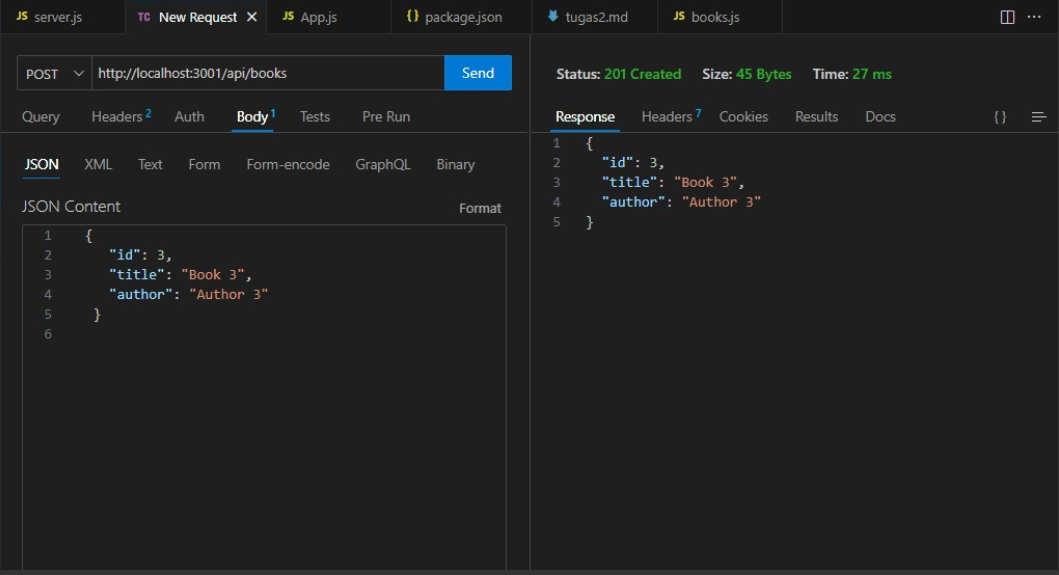 JS server.js TC New Request × JS App.js {} package.json tugas2.md JS books.js ...
POST http://localhost:3001/api/books Send
Query Headers 2 Auth Body 1 Tests Pre Run
JSON XML Text Form Form-encode GraphQL Binary
JSON Content Format
1 {
2 "id": 3,
3 "title": "Book 3",
4 "author": "Author 3"
5 }
6
Status: 201 Created Size: 45 Bytes Time: 27 ms
Response Headers 7 Cookies Results Docs {}
1 {
2 "id": 3,
3 "title": "Book 3",
4 "author": "Author 3"
5 }